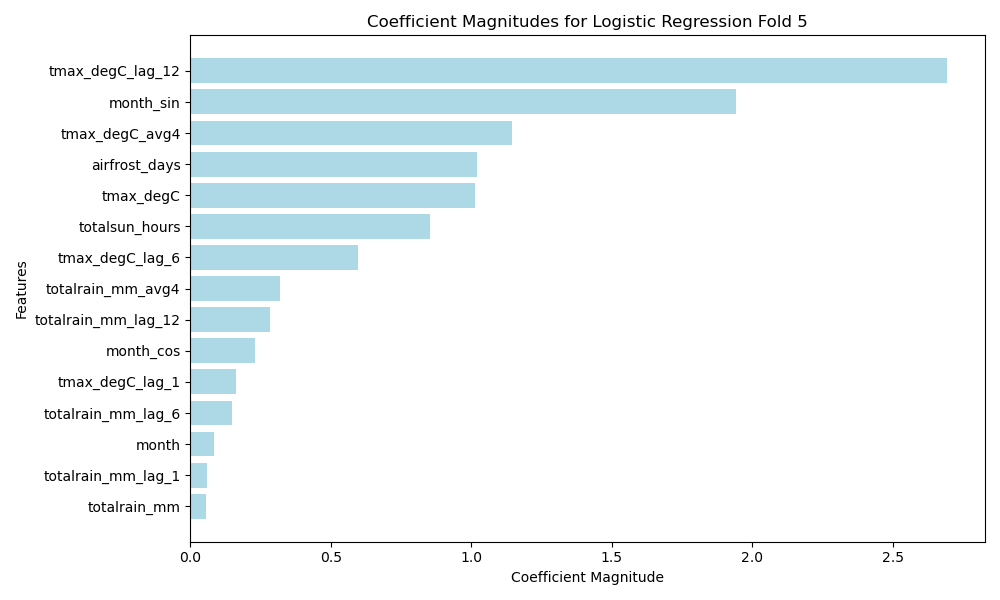 Coefficient Magnitudes for Logistic Regression Fold 5
Features
tmax_degC_lag_12
month_sin
tmax_degC_avg4
airfrost_days
tmax_degC
totalsun_hours
tmax_degC_lag_6
totalrain_mm_avg4
totalrain_mm_lag_12
month_cos
tmax_degC_lag_1
totalrain_mm_lag_6
month
totalrain_mm_lag_1
totalrain_mm
0.0 0.5 1.0 1.5 2.0 2.5
Coefficient Magnitude